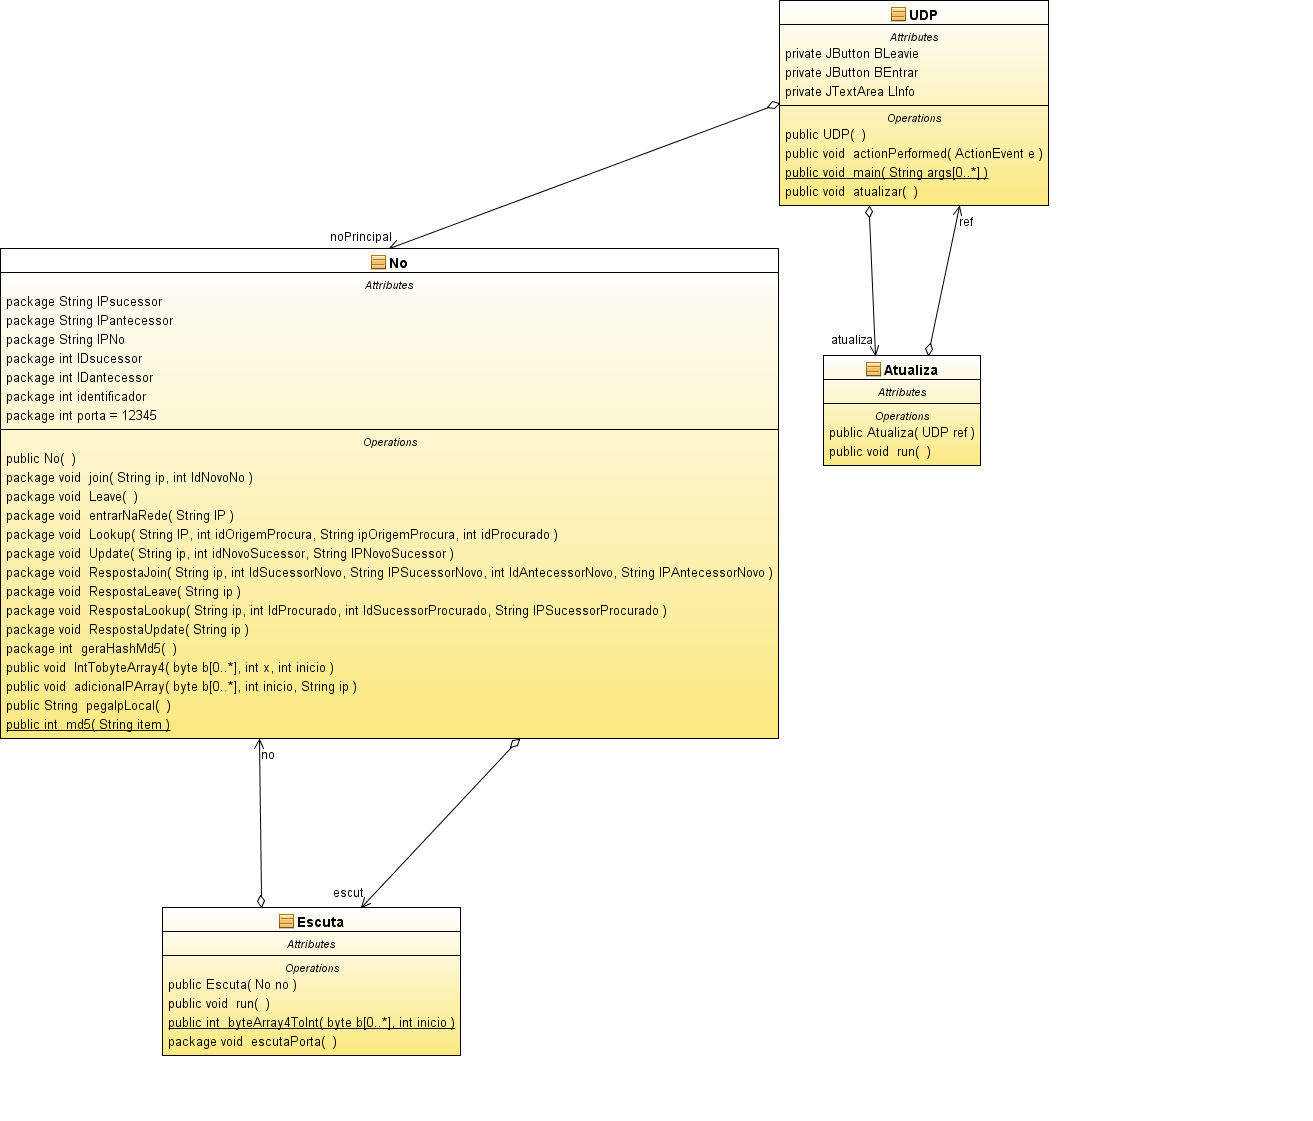 UDP
Attributes
private JButton BLeavie
private JButton BEntrar
private JTextArea LInfo
Operations
public UDP(  )
public void  actionPerformed( ActionEvent e )
public void  main( String args[0..*] )
public void  atualizar(  )
noPrincipal
ref
No
Attributes
package String IPsucessor
package String IPantecessor
package String IPNo
package int IDsucessor
package int IDantecessor
package int identificador
package int porta = 12345
Operations
public No(  )
package void  join( String ip, int IdNovoNo )
package void  Leave(  )
package void  entrarNaRede( String IP )
package void  Lookup( String IP, int idOrigemProcura, String ipOrigemProcura, int idProcurado )
package void  Update( String ip, int idNovoSucessor, String IPNovoSucessor )
package void  RespostaJoin( String ip, int IdSucessorNovo, String IPSucessorNovo, int IdAntecessorNovo, String IPAntecessorNovo )
package void  RespostaLeave( String ip )
package void  RespostaLookup( String ip, int IdProcurado, int IdSucessorProcurado, String IPSucessorProcurado )
package void  RespostaUpdate( String ip )
package int  geraHashMd5(  )
public void  IntTobyteArray4( byte b[0..*], int x, int inicio )
public void  adicionaIPArray( byte b[0..*], int inicio, String ip )
public String  pegaIpLocal(  )
public int  md5( String item )
atualiza
Atualiza
Attributes
Operations
public Atualiza( UDP ref )
public void  run(  )
no
escut
Escuta
Attributes
Operations
public Escuta( No no )
public void  run(  )
public int  byteArray4ToInt( byte b[0..*], int inicio )
package void  escutaPorta(  )